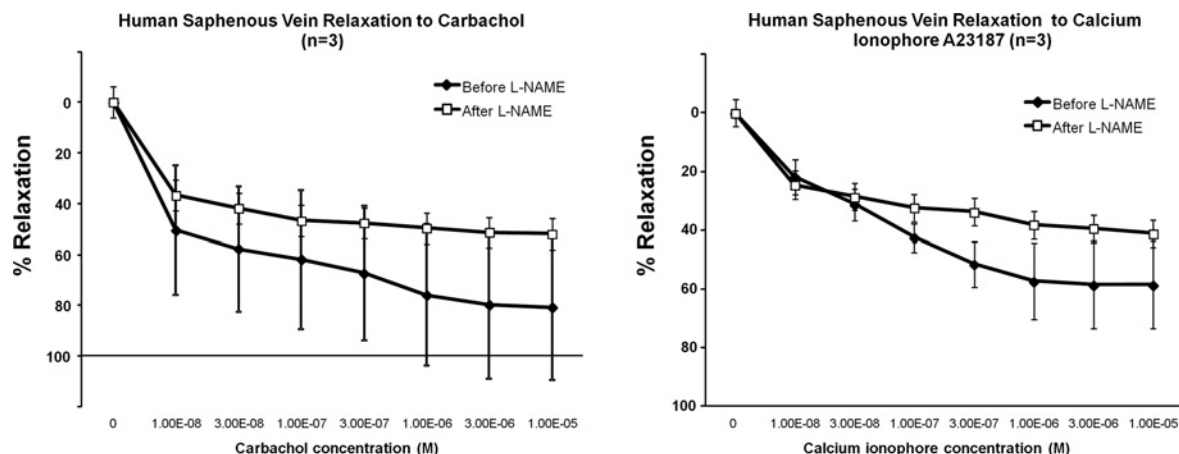 Human Saphenous Vein Relaxation to Carbachol
(n=3)
Before L-NAME
After L-NAME
% Relaxation
0
20
40
60
80
100
0 1.00E-08 3.00E-08 1.00E-07 3.00E-07 1.00E-06 3.00E-06 1.00E-05
Carbachol concentration (M)
Human Saphenous Vein Relaxation to Calcium
Ionophore A23187 (n=3)
Before L-NAME
After L-NAME
% Relaxation
0
20
40
60
80
100
0 1.00E-08 3.00E-08 1.00E-07 3.00E-07 1.00E-06 3.00E-06 1.00E-05
Calcium ionophore concentration (M)